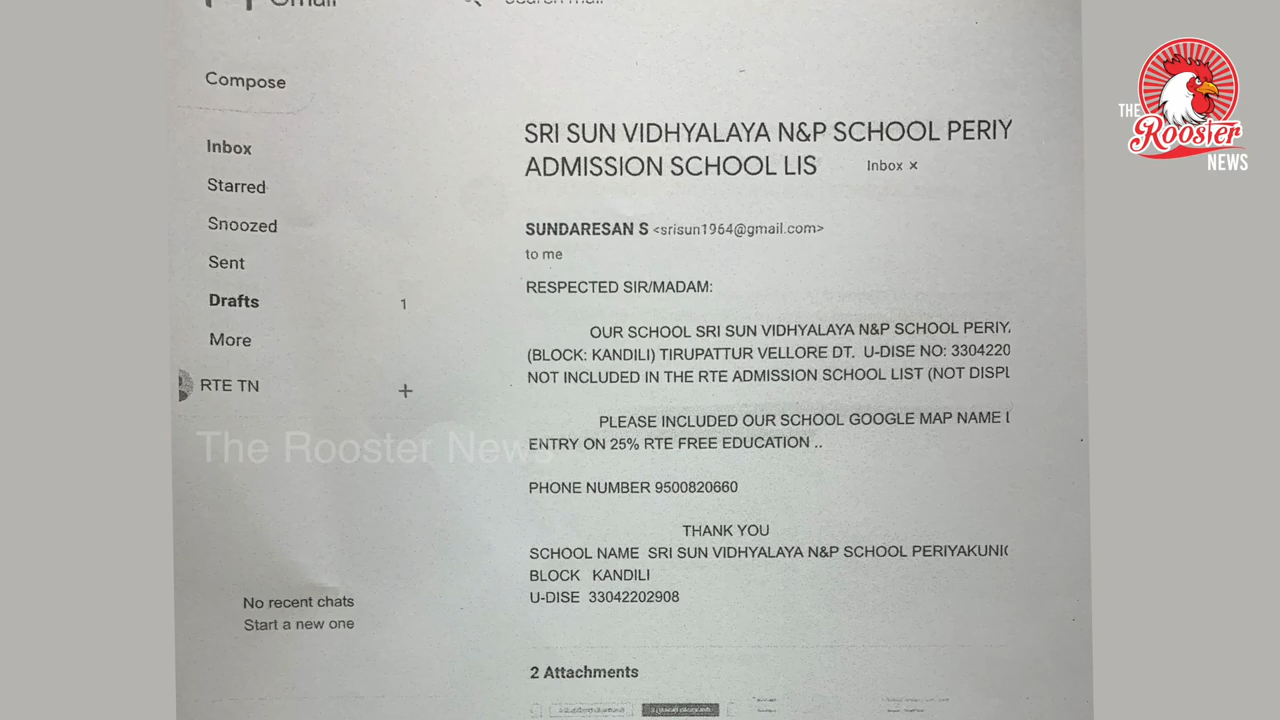 Compose
Inbox
Starred
Snoozed
Sent
Drafts 1
More
RTE TN +
No recent chats
Start a new one
SRI SUN VIDHYALAYA N&P SCHOOL PERIY
ADMISSION SCHOOL LIS Inbox ×
SUNDARESAN S <srisun1964@gmail.com>
to me
RESPECTED SIR/MADAM:
OUR SCHOOL SRI SUN VIDHYALAYA N&P SCHOOL PERIY
(BLOCK: KANDILI) TIRUPATTUR VELLORE DT. U-DISE NO: 3304220
NOT INCLUDED IN THE RTE ADMISSION SCHOOL LIST (NOT DISPL
PLEASE INCLUDED OUR SCHOOL GOOGLE MAP NAME
ENTRY ON 25% RTE FREE EDUCATION ..
PHONE NUMBER 9500820660
THANK YOU
SCHOOL NAME SRI SUN VIDHYALAYA N&P SCHOOL PERIYAKUNI
BLOCK KANDILI
U-DISE 33042202908
2 Attachments
The Rooster News
THE
Rooster
NEWS